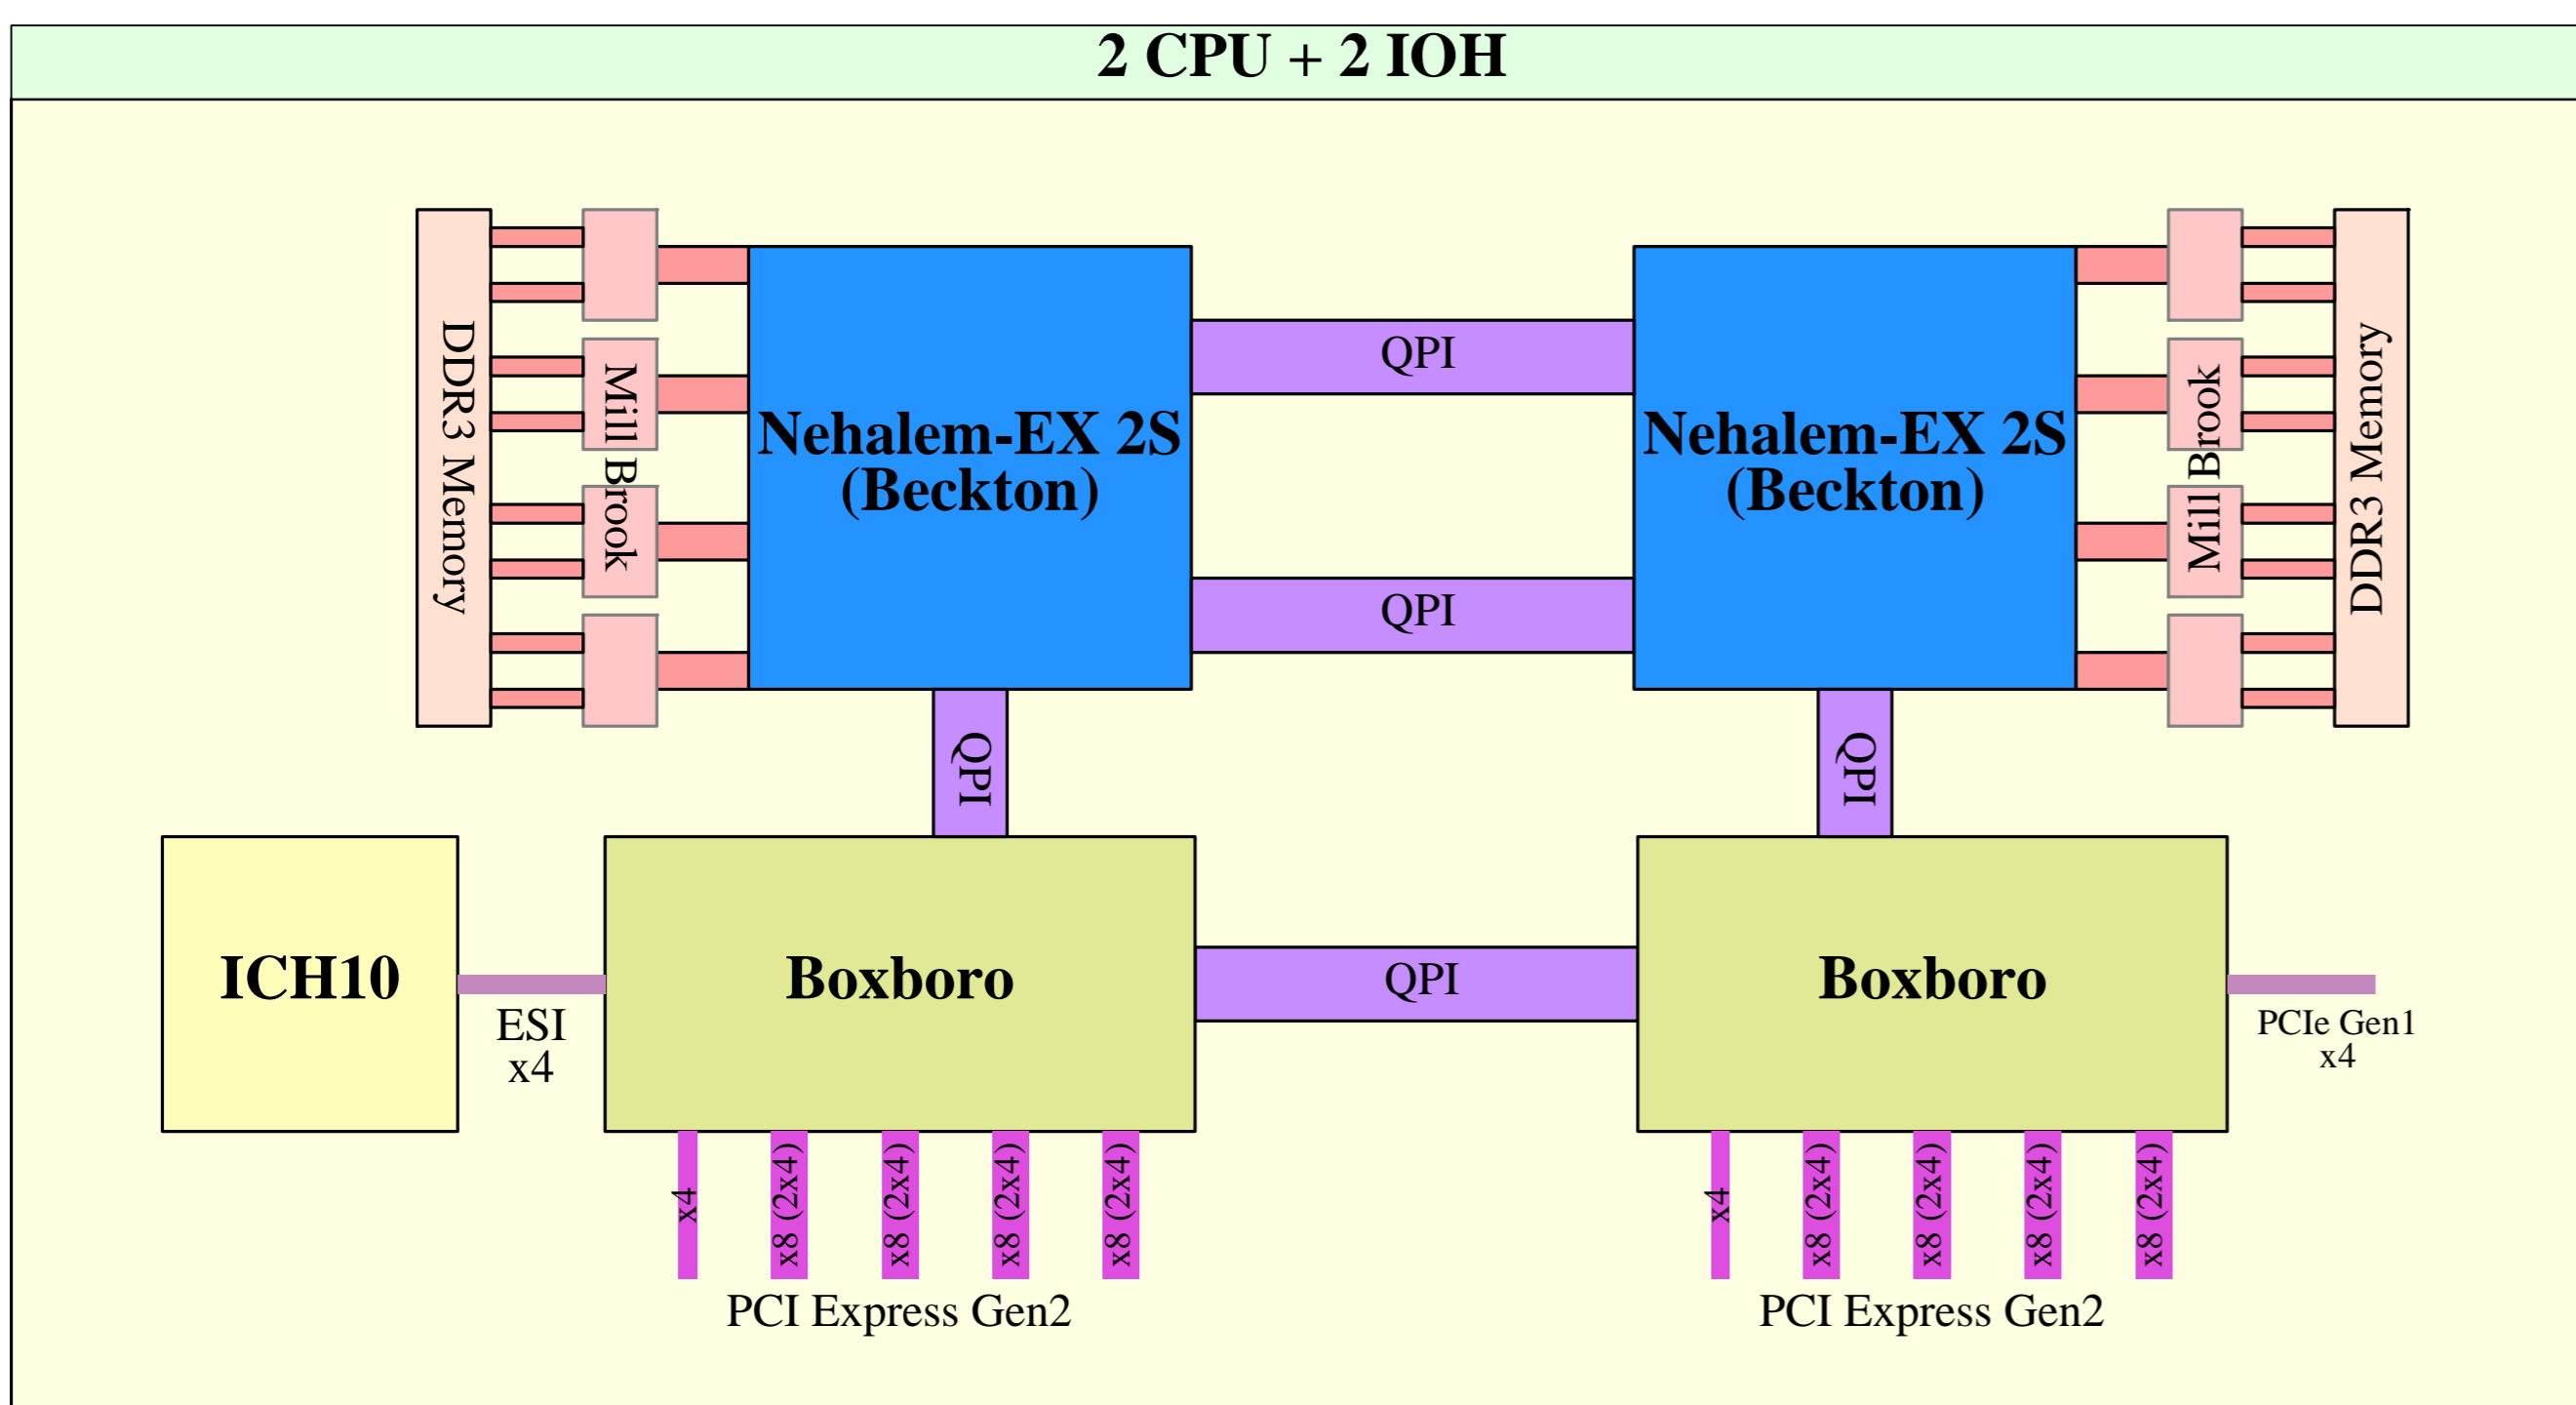 2 CPU + 2 IOH
DDR3 Memory
Mill Brook
Nehalem-EX 2S
(Beckton)
QPI
QPI
Nehalem-EX 2S
(Beckton)
Mill Brook
DDR3 Memory
QPI
QPI
ICH10
ESI
x4
Boxboro
QPI
Boxboro
PCIe Gen1
x4
x4
x8 (2x4)
x8 (2x4)
x8 (2x4)
x8 (2x4)
PCI Express Gen2
x4
x8 (2x4)
x8 (2x4)
x8 (2x4)
x8 (2x4)
PCI Express Gen2